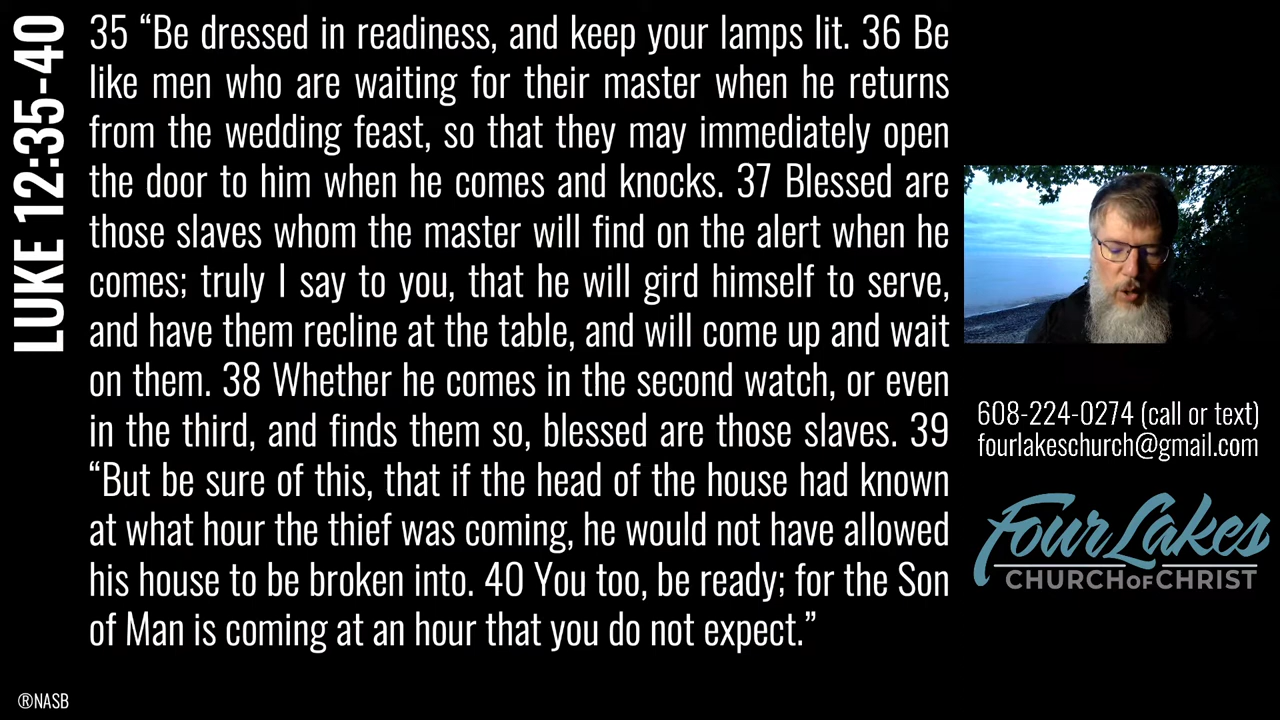 LUKE 12:35-40
35 “Be dressed in readiness, and keep your lamps lit. 36 Be
like men who are waiting for their master when he returns
from the wedding feast, so that they may immediately open
the door to him when he comes and knocks. 37 Blessed are
those slaves whom the master will find on the alert when he
comes; truly I say to you, that he will gird himself to serve,
and have them recline at the table, and will come up and wait
on them. 38 Whether he comes in the second watch, or even
in the third, and finds them so, blessed are those slaves. 39
“But be sure of this, that if the head of the house had known
at what hour the thief was coming, he would not have allowed
his house to be broken into. 40 You too, be ready; for the Son
of Man is coming at an hour that you do not expect.”
®NASB
608-224-0274 (call or text)
fourlakeschurch@gmail.com
Four Lakes
CHURCH OF CHRIST